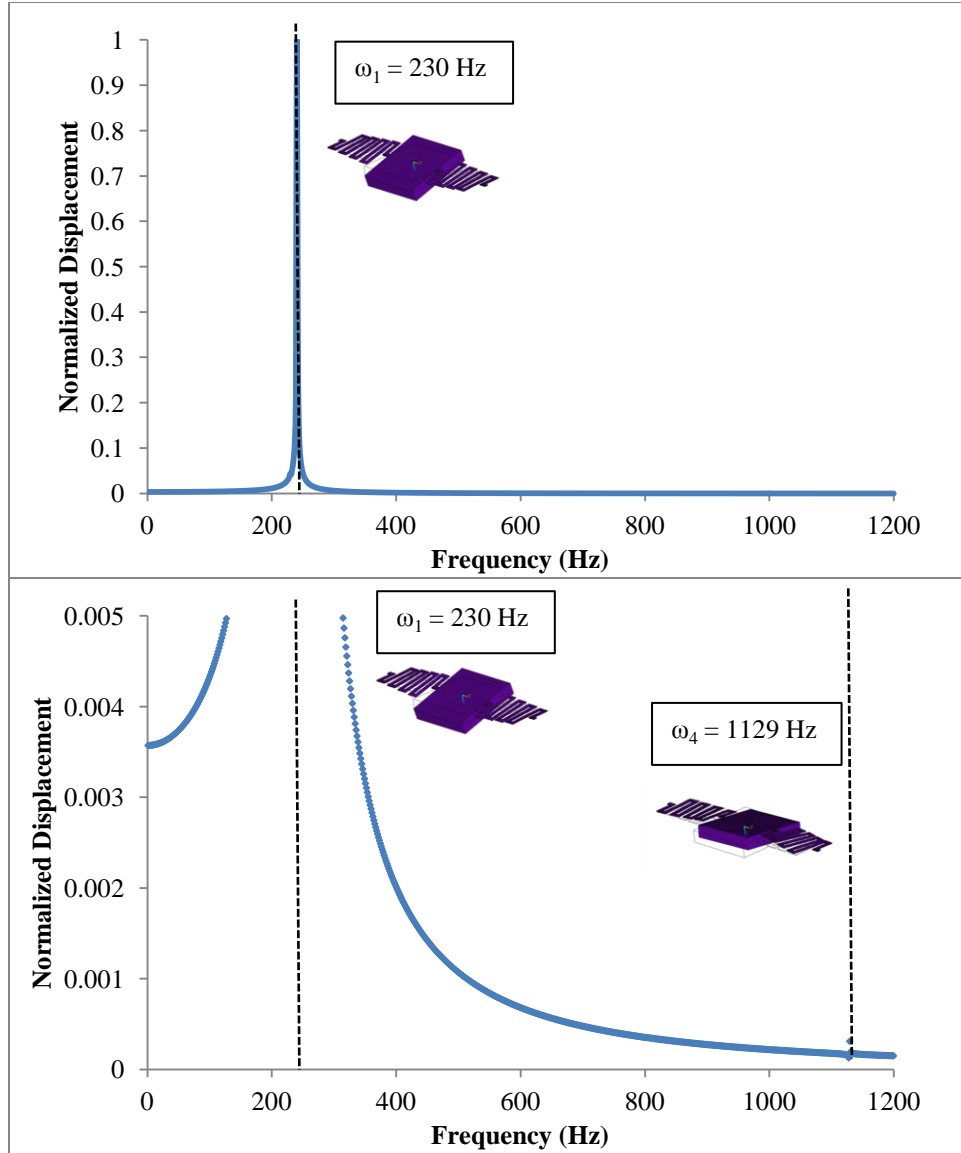 1
0.9
0.8
0.7
0.6
0.5
0.4
0.3
0.2
0.1
0
Normalized Displacement
ω₁ = 230 Hz
0 200 400 600 800 1000 1200
Frequency (Hz)
0.005
0.004
0.003
0.002
0.001
0
Normalized Displacement
ω₁ = 230 Hz
ω₄ = 1129 Hz
0 200 400 600 800 1000 1200
Frequency (Hz)